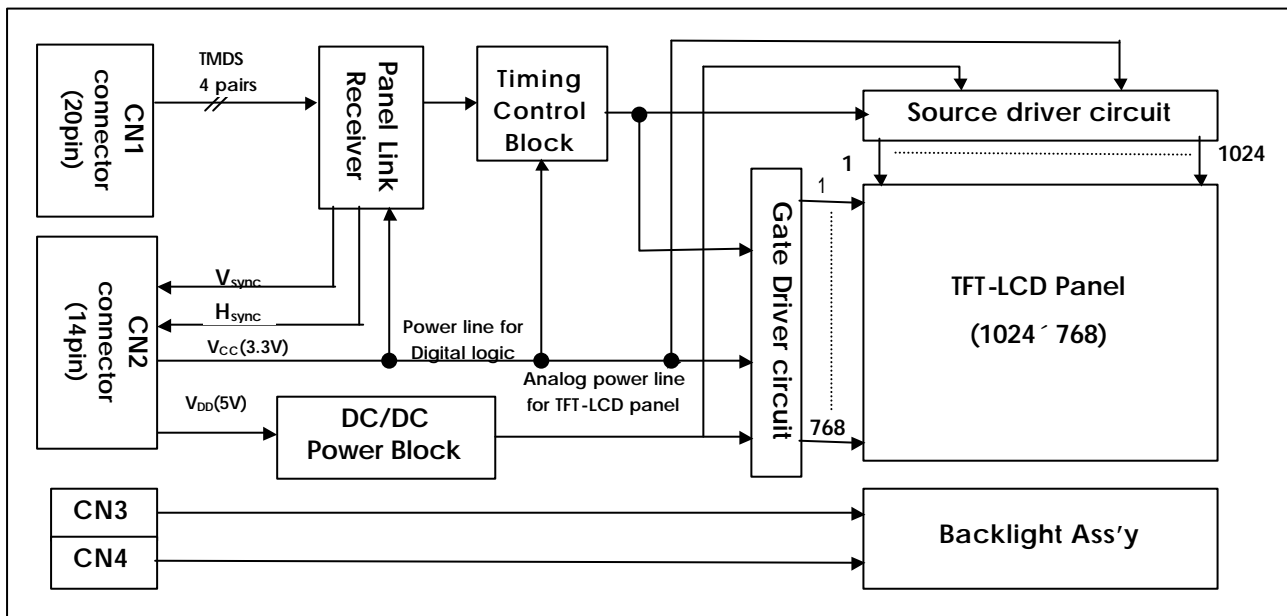 CN1
connector
(20pin)
TMDS
4 pairs
Panel Link
Receiver
Timing
Control
Block
Source driver circuit
1
1024
1
Gate Driver circuit
768
TFT-LCD Panel
(1024 ´ 768)
CN2
connector
(14pin)
Vsync
Hsync
VCC(3.3V)
Power line for
Digital logic
Analog power line
for TFT-LCD panel
VDD(5V)
DC/DC
Power Block
CN3
CN4
Backlight Ass'y